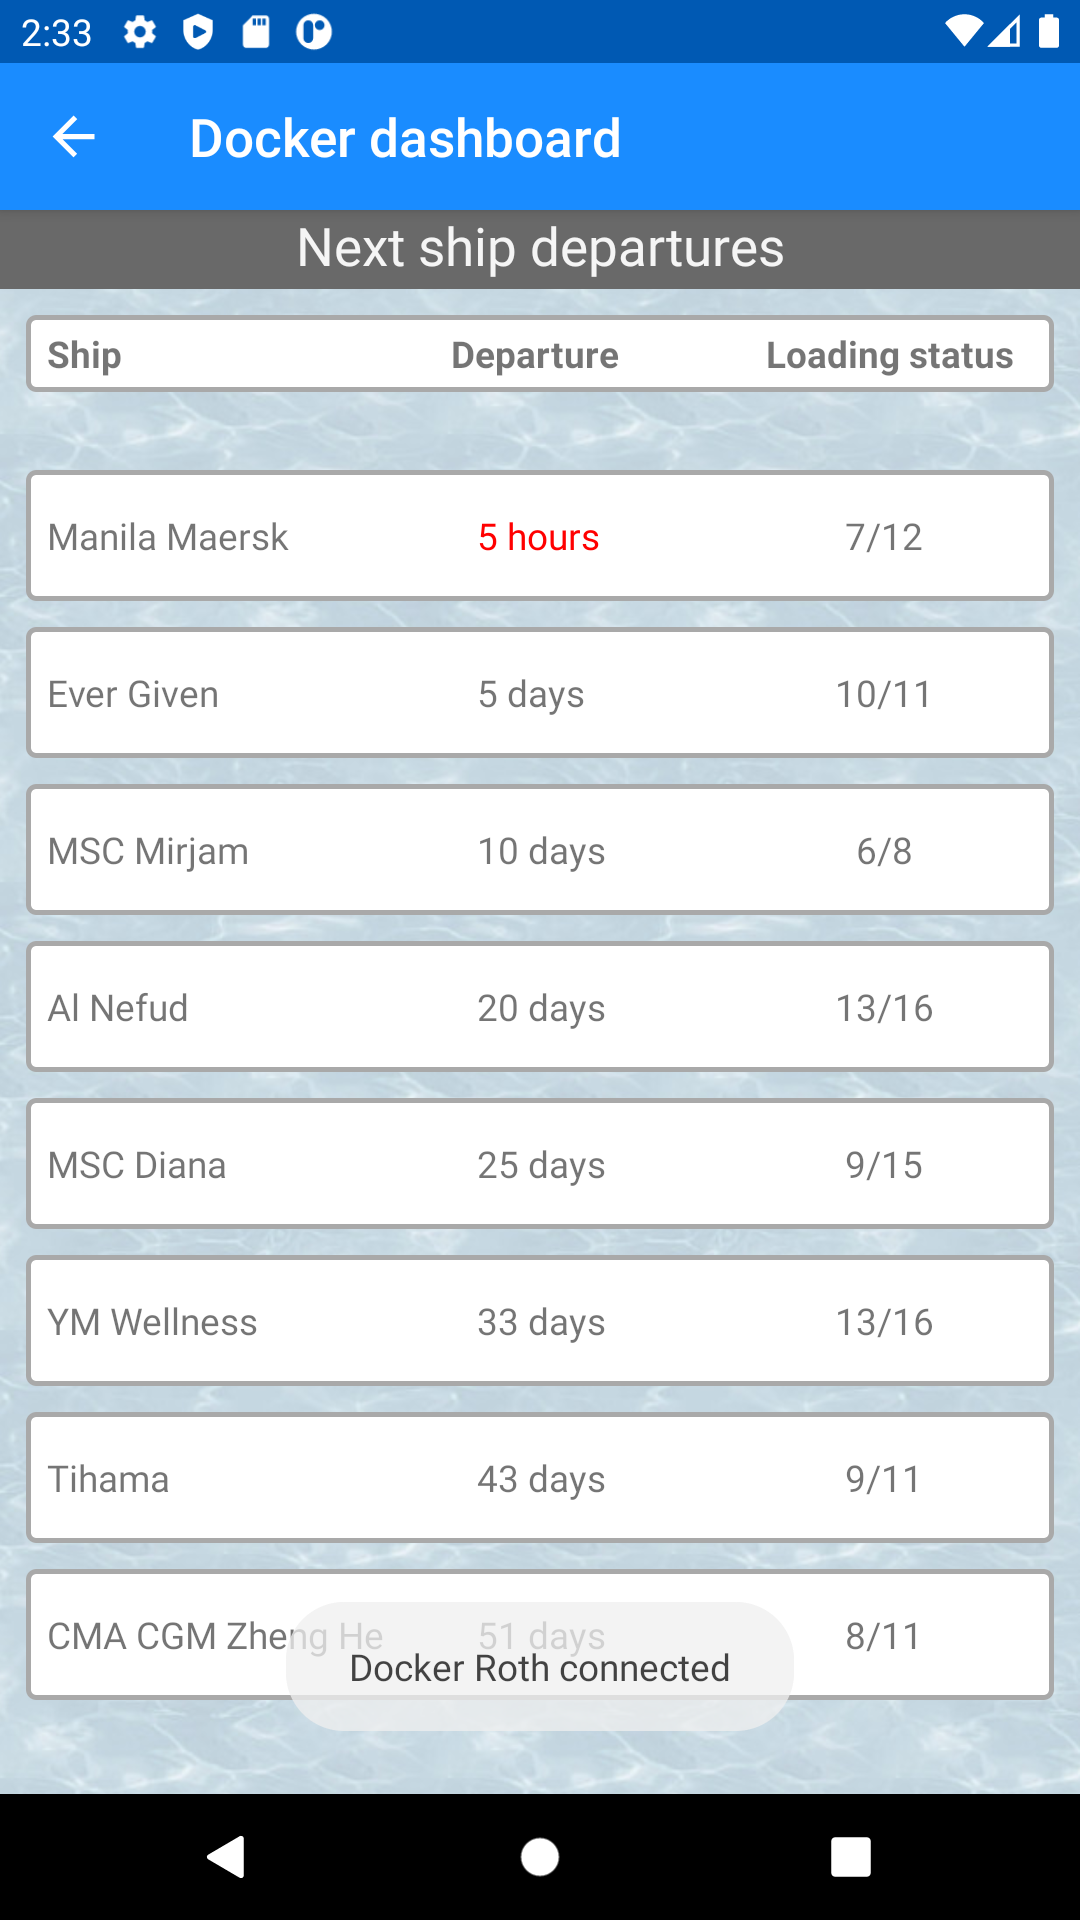 2:33
Docker dashboard
Next ship departures
Ship Departure Loading status
Manila Maersk 5 hours 7/12
Ever Given 5 days 10/11
MSC Mirjam 10 days 6/8
Al Nefud 20 days 13/16
MSC Diana 25 days 9/15
YM Wellness 33 days 13/16
Tihama 43 days 9/11
CMA CGM Zheng He 51 days 8/11
Docker Roth connected